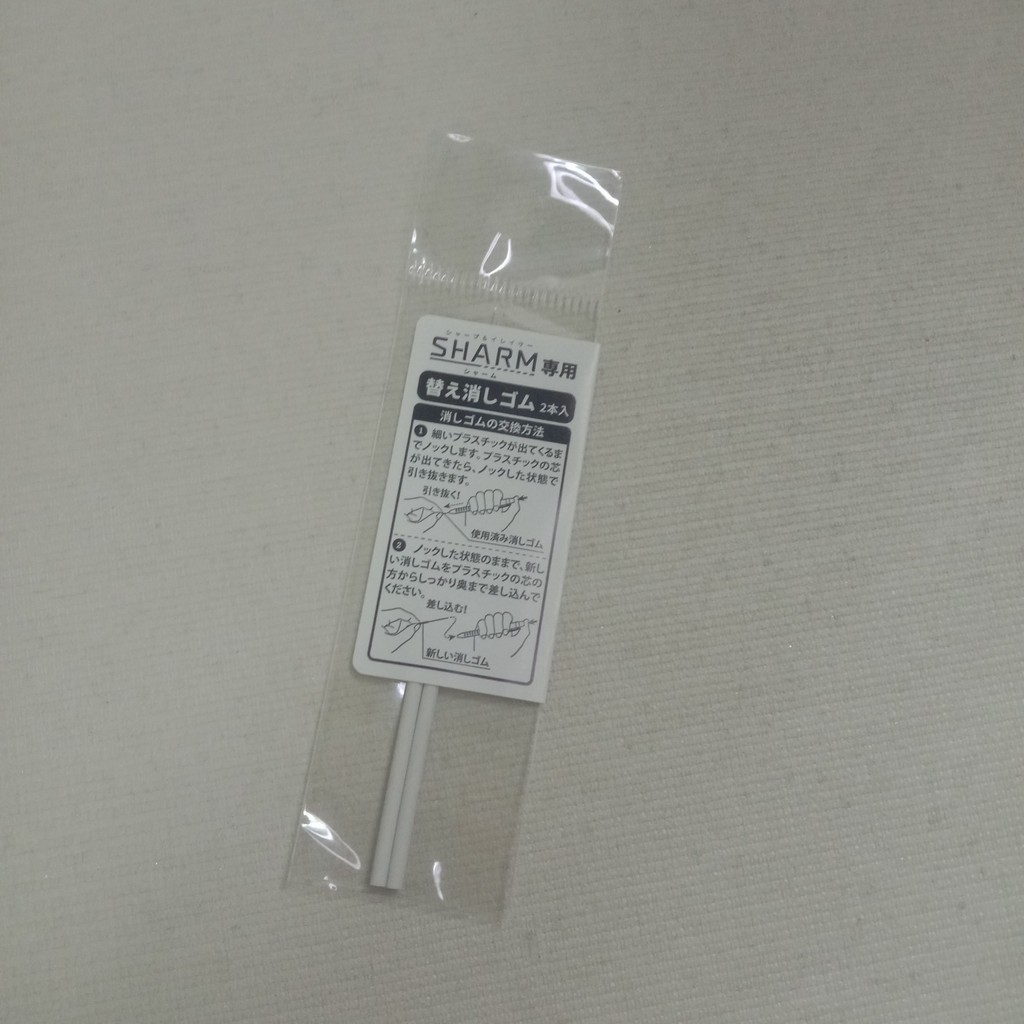 シャープ&イレイサー
SHARM専用
シャーム
替え消しゴム 2本入
消しゴムの交換方法
❶ 細いプラスチックが出てくるま
でノックします。プラスチックの芯
が出てきたら、ノックした状態で
引き抜きます。
引き抜く!
使用済み消しゴム
❷ ノックした状態のままで、新し
い消しゴムをプラスチックの芯の
方からしっかり奥まで差し込んで
ください。
差し込む!
新しい消しゴム